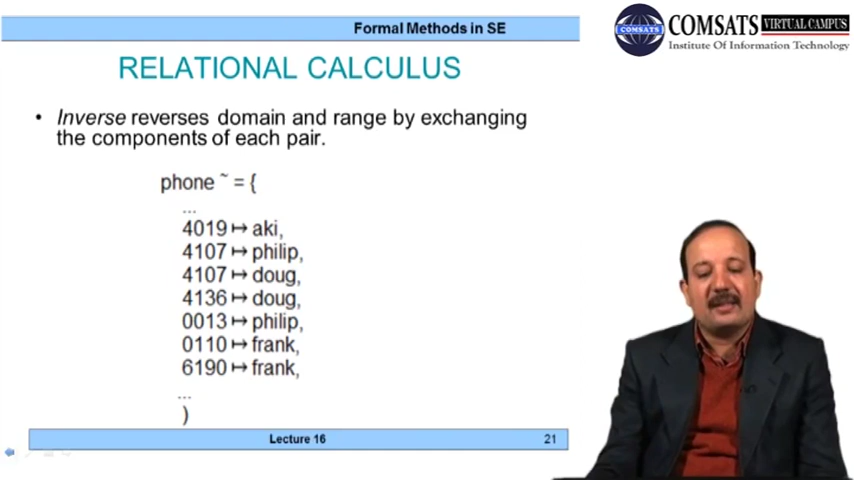 Formal Methods in SE
COMSATS VIRTUAL CAMPUS
Institute Of Information Technology
COMSATS
RELATIONAL CALCULUS
• Inverse reverses domain and range by exchanging
the components of each pair.
phone ~ = {
...
4019 ↦ aki,
4107 ↦ philip,
4107 ↦ doug,
4136 ↦ doug,
0013 ↦ philip,
0110 ↦ frank,
6190 ↦ frank,
...
)
Lecture 16
21